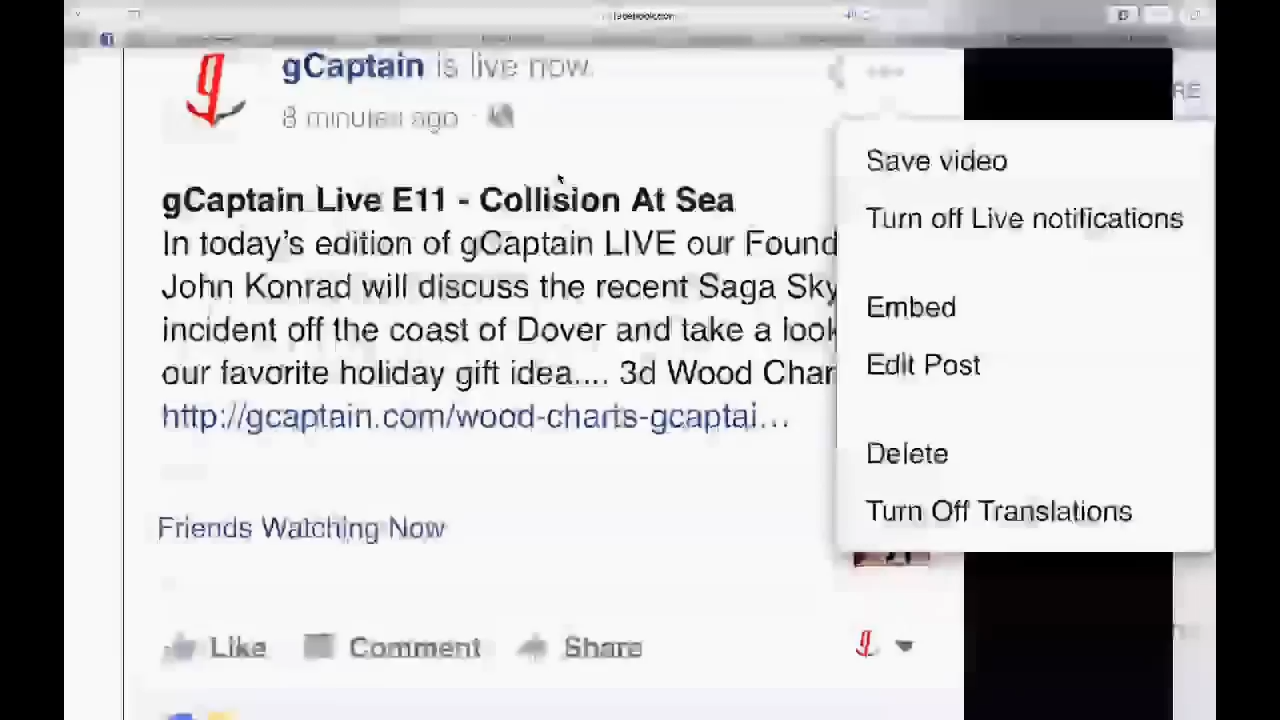 facebook.com
gCaptain is live now.
8 minutes ago
gCaptain Live E11 - Collision At Sea
In today's edition of gCaptain LIVE our Found
John Konrad will discuss the recent Saga Sky
incident off the coast of Dover and take a look
our favorite holiday gift idea.... 3d Wood Char
http://gcaptain.com/wood-charts-gcaptai...
Friends Watching Now
Like Comment Share
RE
Save video
Turn off Live notifications
Embed
Edit Post
Delete
Turn Off Translations